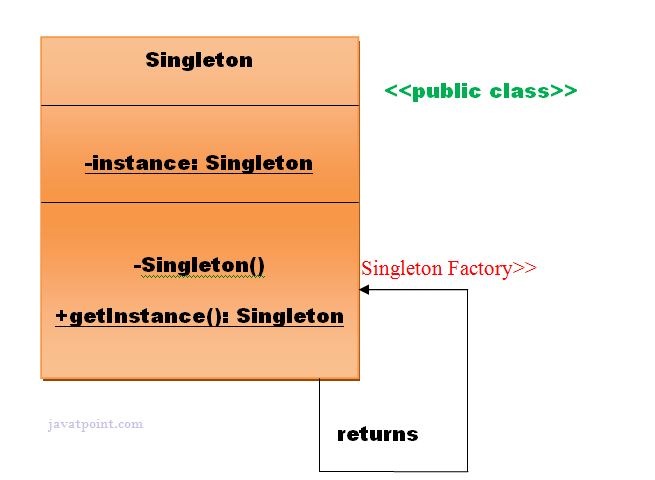 Singleton
<<public class>>
-instance: Singleton
-Singleton()
Singleton Factory>>
+getInstance(): Singleton
javatpoint.com
returns